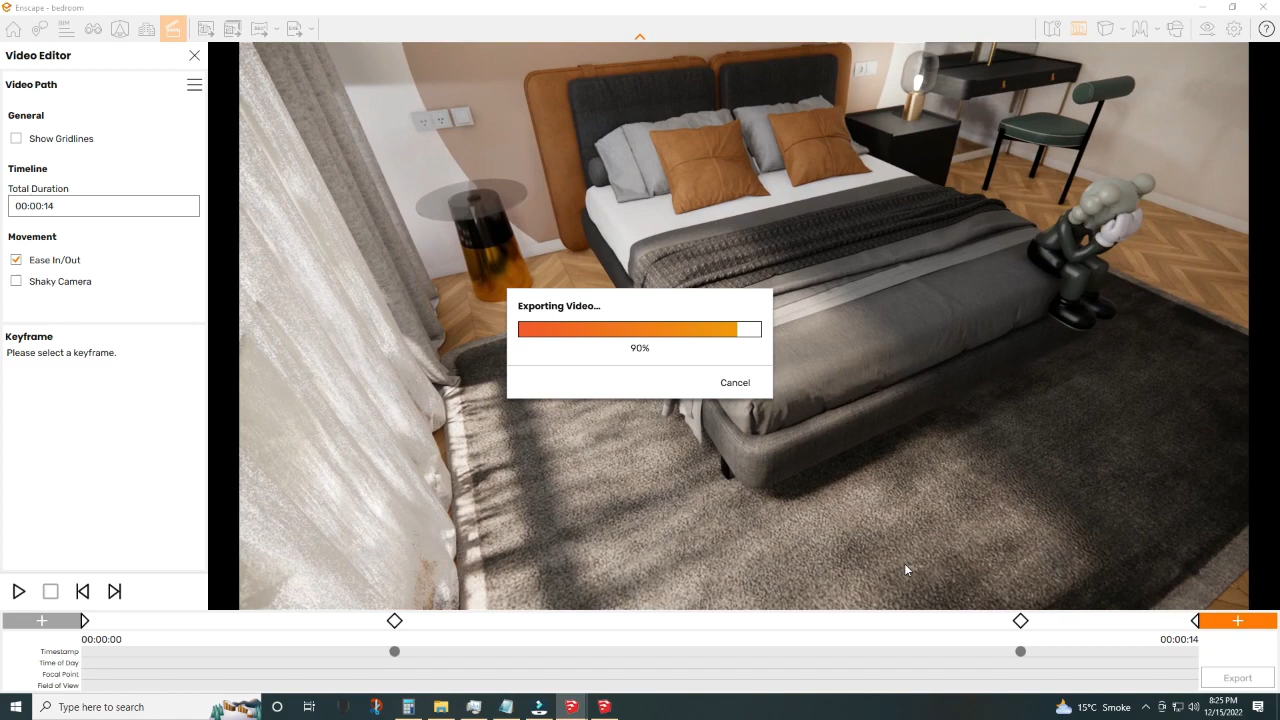 Enscape - bedroom
Video Editor
Video Path
General
Show Gridlines
Timeline
Total Duration
00:00:14
Movement
Ease In/Out
Shaky Camera
Keyframe
Please select a keyframe.
Exporting Video...
90%
Cancel
00:00:00
00:00:14
Timestamp
Time of Day
Focal Point
Field of View
Export
Type here to search
15°C Smoke
8:25 PM
12/15/2022